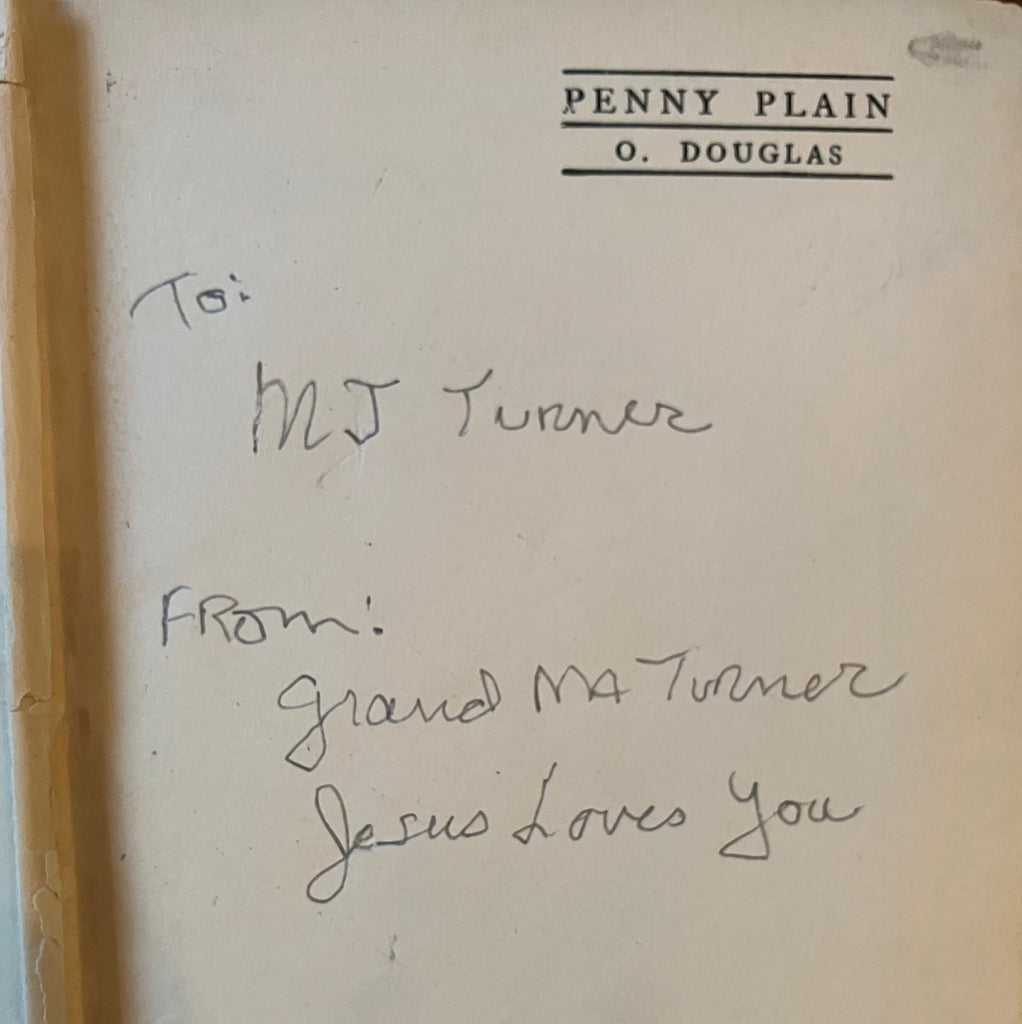 PENNY PLAIN
O. DOUGLAS
To:
MJ Turner
FROM:
Grand MA Turner
Jesus Loves You